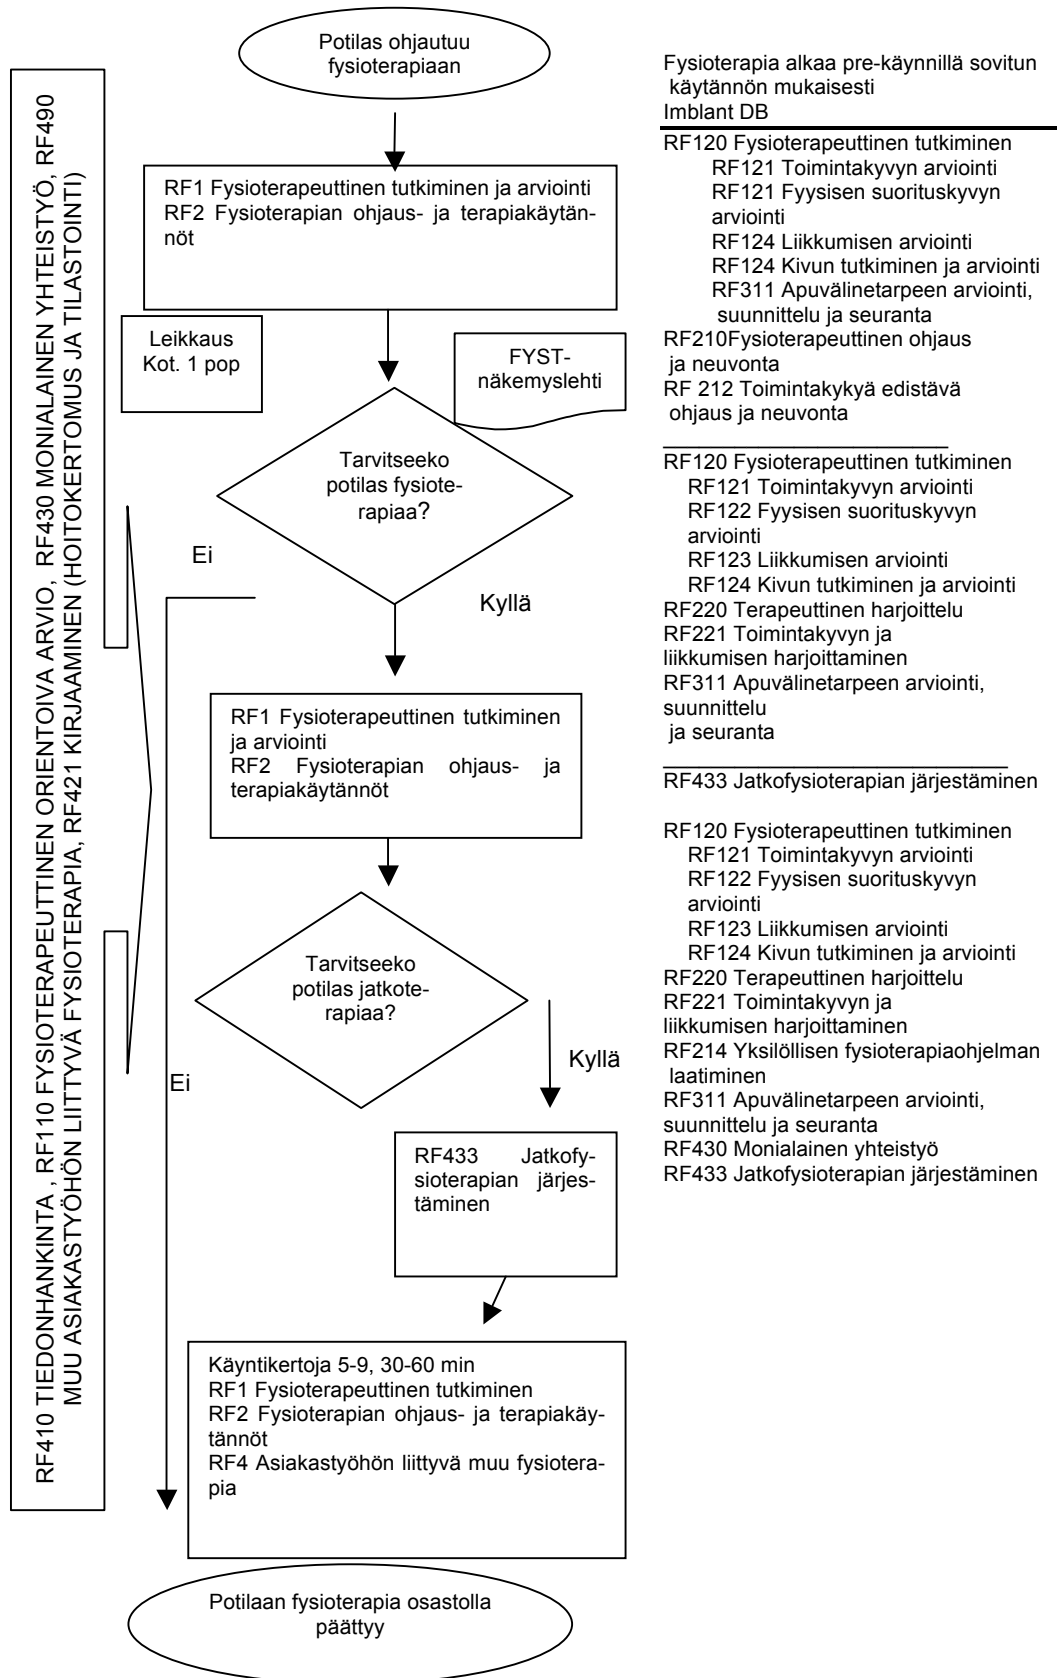 Potilas ohjautuu
fysioterapiaan
RF410 TIEDONHANKINTA , RF110 FYSIOTERAPEUTTINEN ORIENTOIVA ARVIO,  RF430 MONIALAINEN YHTEISTYÖ, RF490
MUU ASIAKASTYÖHÖN LIITTYVÄ FYSIOTERAPIA, RF421 KIRJAAMINEN (HOITOKERTOMUS JA TILASTOINTI)
RF1 Fysioterapeuttinen tutkiminen ja arviointi
RF2 Fysioterapian ohjaus- ja terapiakäytän-
nöt
Leikkaus
Kot. 1 pop
FYST-
näkemyslehti
Tarvitseeko
potilas fysiote-
rapiaa?
Ei
Kyllä
RF1 Fysioterapeuttinen tutkiminen
ja arviointi
RF2 Fysioterapian ohjaus- ja
terapiakäytännöt
Tarvitseeko
potilas jatkote-
rapiaa?
Ei
Kyllä
RF433 Jatkofy-
sioterapian järjes-
täminen
Käyntikertoja 5-9, 30-60 min
RF1 Fysioterapeuttinen tutkiminen
RF2 Fysioterapian ohjaus- ja terapiakäy-
tännöt
RF4 Asiakastyöhön liittyvä muu fysiotera-
pia
Potilaan fysioterapia osastolla
päättyy
Fysioterapia alkaa pre-käynnillä sovitun
käytännön mukaisesti
Imblant DB
RF120 Fysioterapeuttinen tutkiminen
RF121 Toimintakyvyn arviointi
RF121 Fyysisen suorituskyvyn
arviointi
RF124 Liikkumisen arviointi
RF124 Kivun tutkiminen ja arviointi
RF311 Apuvälinetarpeen arviointi,
suunnittelu ja seuranta
RF210Fysioterapeuttinen ohjaus
ja neuvonta
RF 212 Toimintakykyä edistävä
ohjaus ja neuvonta
RF120 Fysioterapeuttinen tutkiminen
RF121 Toimintakyvyn arviointi
RF122 Fyysisen suorituskyvyn
arviointi
RF123 Liikkumisen arviointi
RF124 Kivun tutkiminen ja arviointi
RF220 Terapeuttinen harjoittelu
RF221 Toimintakyvyn ja
liikkumisen harjoittaminen
RF311 Apuvälinetarpeen arviointi,
suunnittelu
ja seuranta
RF433 Jatkofysioterapian järjestäminen
RF120 Fysioterapeuttinen tutkiminen
RF121 Toimintakyvyn arviointi
RF122 Fyysisen suorituskyvyn
arviointi
RF123 Liikkumisen arviointi
RF124 Kivun tutkiminen ja arviointi
RF220 Terapeuttinen harjoittelu
RF221 Toimintakyvyn ja
liikkumisen harjoittaminen
RF214 Yksilöllisen fysioterapiaohjelman
laatiminen
RF311 Apuvälinetarpeen arviointi,
suunnittelu ja seuranta
RF430 Monialainen yhteistyö
RF433 Jatkofysioterapian järjestäminen